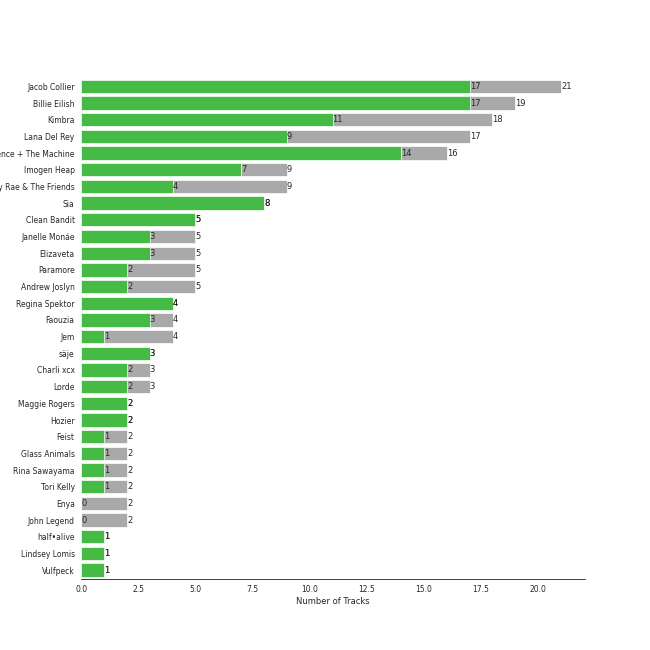 Jacob Collier 17 21
Billie Eilish 17 19
Kimbra 11 18
Lana Del Rey 9 17
ence + The Machine 14 16
Imogen Heap 7 9
y Rae & The Friends 4 9
Sia 8
Clean Bandit 5
Janelle Monáe 3 5
Elizaveta 3 5
Paramore 2 5
Andrew Joslyn 2 5
Regina Spektor 4
Faouzia 3 4
Jem 1 4
säje 3
Charli xcx 2 3
Lorde 2 3
Maggie Rogers 2
Hozier 2
Feist 1 2
Glass Animals 1 2
Rina Sawayama 1 2
Tori Kelly 1 2
Enya 0 2
John Legend 0 2
half•alive 1
Lindsey Lomis 1
Vulfpeck 1
0.0 2.5 5.0 7.5 10.0 12.5 15.0 17.5 20.0
Number of Tracks